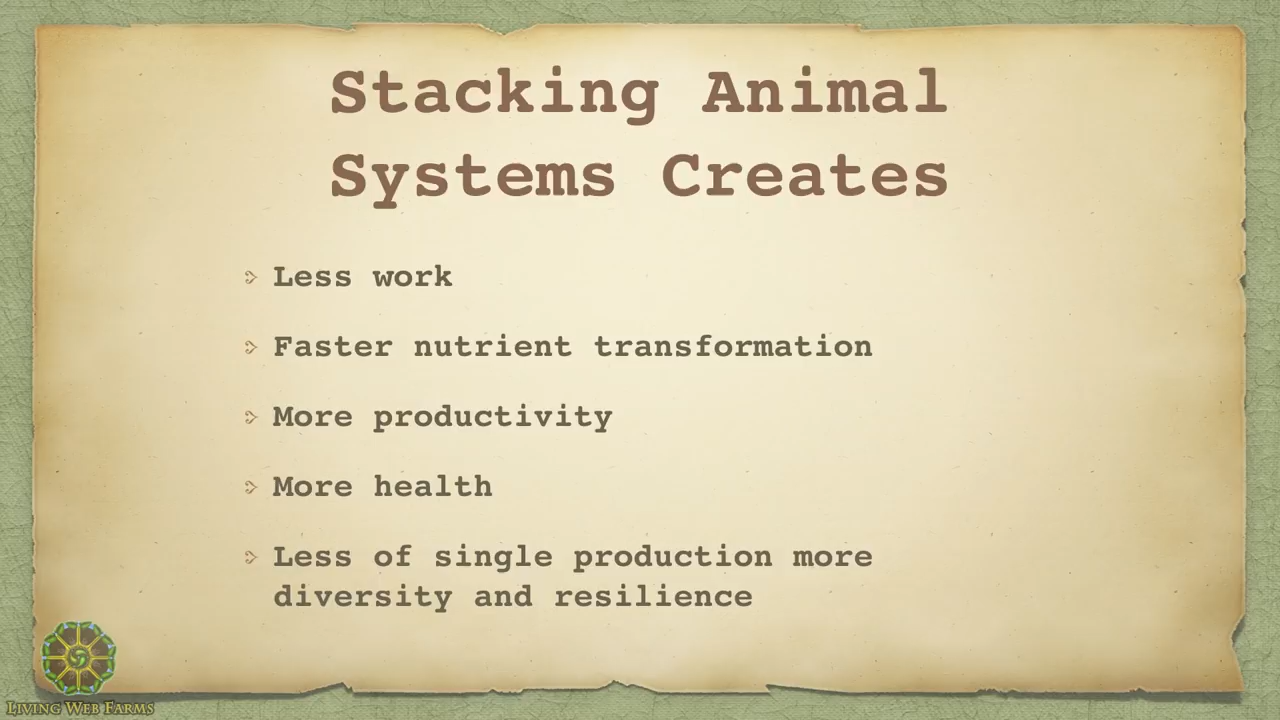 Stacking Animal
Systems Creates
Less work
Faster nutrient transformation
More productivity
More health
Less of single production more
diversity and resilience
Living Web Farms